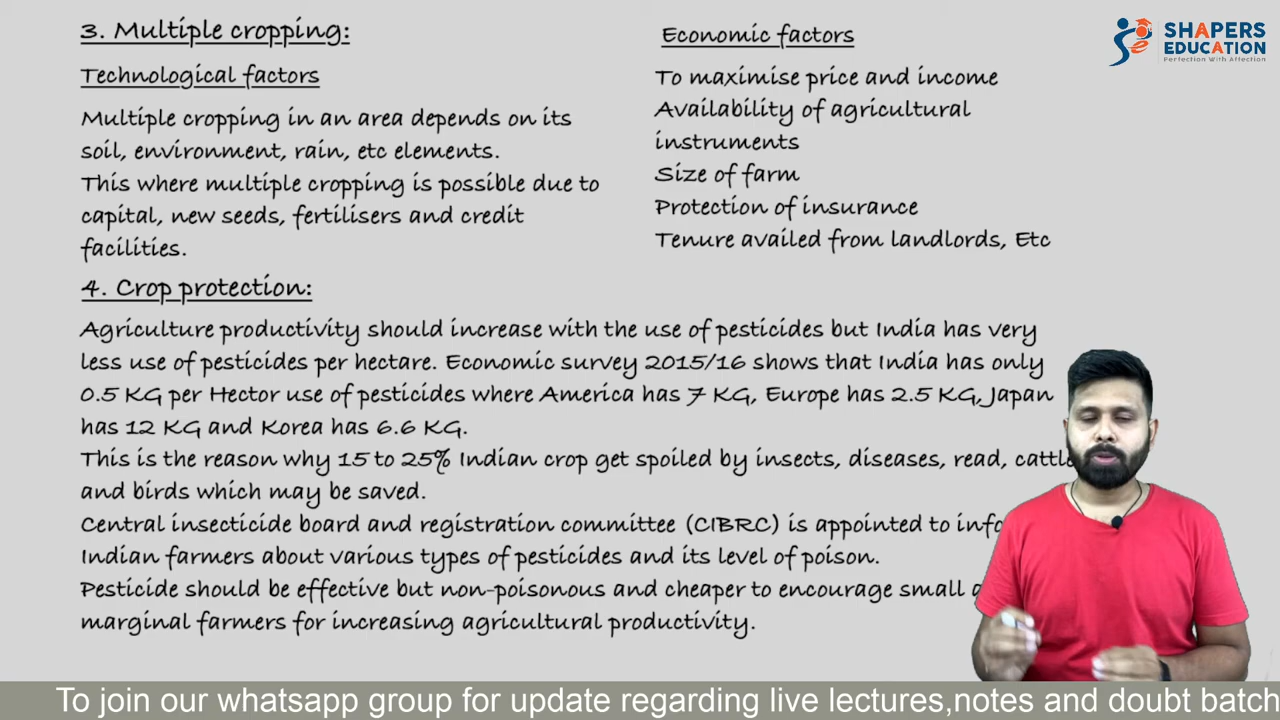 3. Multiple cropping:
Technological factors
Multiple cropping in an area depends on its
soil, environment, rain, etc elements.
This where multiple cropping is possible due to
capital, new seeds, fertilisers and credit
facilities.
Economic factors
To maximise price and income
Availability of agricultural
instruments
Size of farm
Protection of insurance
Tenure availed from landlords, Etc
SHAPERS
EDUCATION
Perfection With Affection
4. Crop protection:
Agriculture productivity should increase with the use of pesticides but India has very
less use of pesticides per hectare. Economic survey 2015/16 shows that India has only
0.5 KG per Hector use of pesticides where America has 7 KG, Europe has 2.5 KG, Japan
has 12 KG and Korea has 6.6 KG.
This is the reason why 15 to 25% Indian crop get spoiled by insects, diseases, read, cattle
and birds which may be saved.
Central insecticide board and registration committee (CIBRC) is appointed to
Indian farmers about various types of pesticides and its level of poison.
Pesticide should be effective but non-poisonous and cheaper to encourage small
marginal farmers for increasing agricultural productivity.
To join our whatsapp group for update regarding live lectures,notes and doubt batch